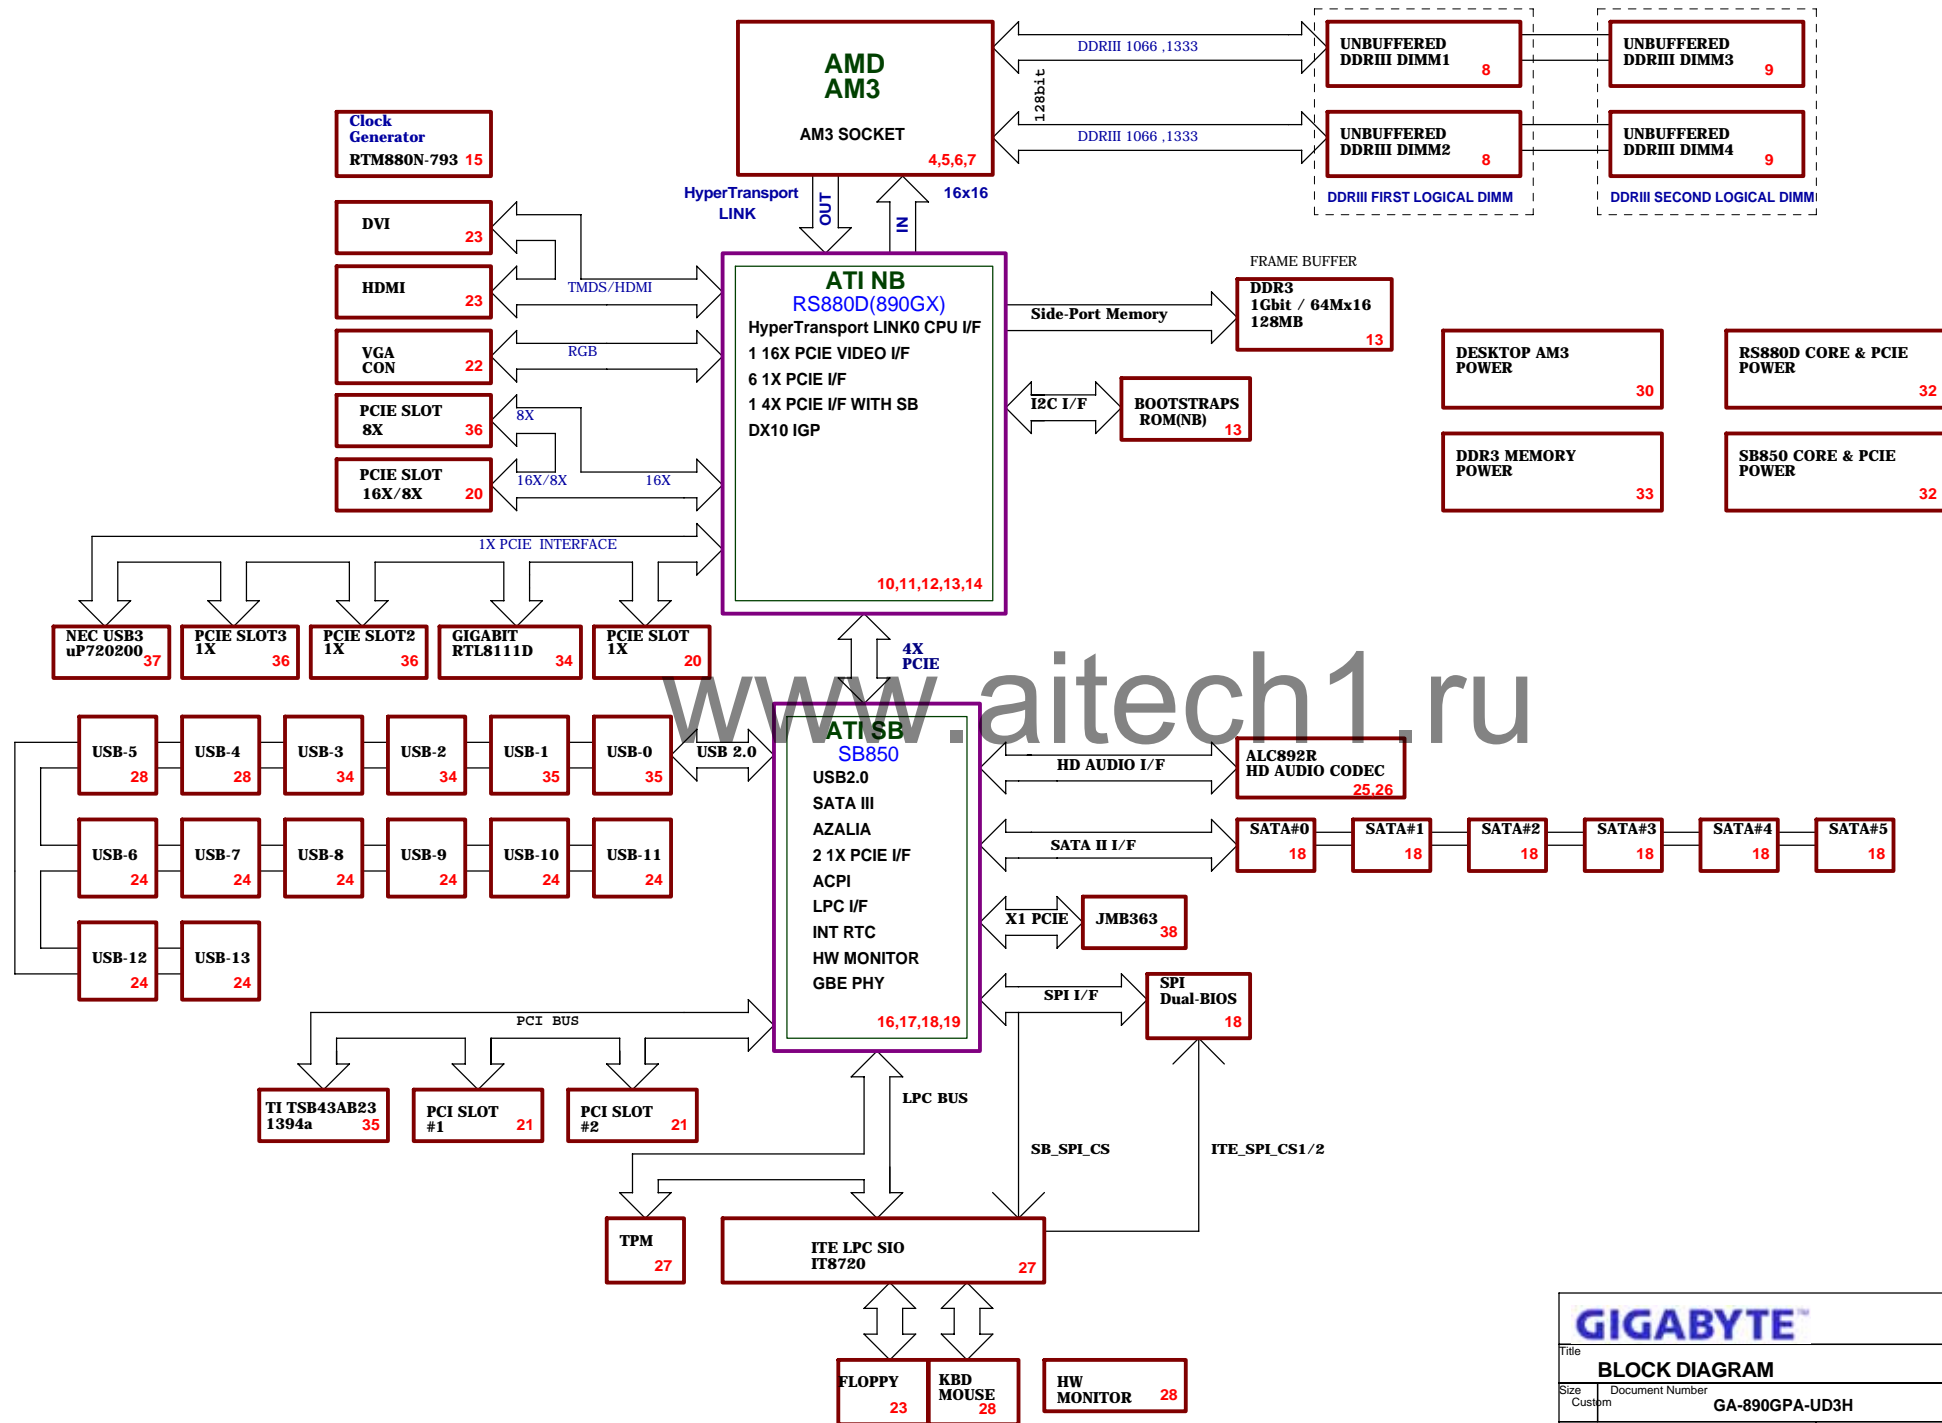 AMD
AM3
AM3 SOCKET
4,5,6,7
DDRIII 1066 ,1333
128bit
DDRIII 1066 ,1333
UNBUFFERED
DDRIII DIMM1
8
UNBUFFERED
DDRIII DIMM3
9
UNBUFFERED
DDRIII DIMM2
8
UNBUFFERED
DDRIII DIMM4
9
DDRIII FIRST LOGICAL DIMM
DDRIII SECOND LOGICAL DIMM
Clock
Generator
RTM880N-793 15
HyperTransport
LINK
OUT
IN
16x16
DVI
23
HDMI
23
TMDS/HDMI
VGA
CON
22
RGB
PCIE SLOT
8X
36
8X
PCIE SLOT
16X/8X
20
16X/8X
16X
ATI NB
RS880D(890GX)
HyperTransport LINK0 CPU I/F
1 16X PCIE VIDEO I/F
6 1X PCIE I/F
1 4X PCIE I/F WITH SB
DX10 IGP
10,11,12,13,14
Side-Port Memory
FRAME BUFFER
DDR3
1Gbit / 64Mx16
128MB
13
I2C I/F
BOOTSTRAPS
ROM(NB)
13
DESKTOP AM3
POWER
30
RS880D CORE & PCIE
POWER
32
DDR3 MEMORY
POWER
33
SB850 CORE & PCIE
POWER
32
1X PCIE INTERFACE
NEC USB3
uP720200
37
PCIE SLOT3
1X
36
PCIE SLOT2
1X
36
GIGABIT
RTL8111D
34
PCIE SLOT
1X
20
4X
PCIE
www.aitech1.ru
USB-5
28
USB-4
28
USB-3
34
USB-2
34
USB-1
35
USB-0
35
USB 2.0
USB-6
24
USB-7
24
USB-8
24
USB-9
24
USB-10
24
USB-11
24
USB-12
24
USB-13
24
ATI SB
SB850
USB2.0
SATA III
AZALIA
2 1X PCIE I/F
ACPI
LPC I/F
INT RTC
HW MONITOR
GBE PHY
16,17,18,19
HD AUDIO I/F
ALC892R
HD AUDIO CODEC
25,26
SATA II I/F
SATA#0
18
SATA#1
18
SATA#2
18
SATA#3
18
SATA#4
18
SATA#5
18
X1 PCIE
JMB363
38
SPI I/F
SPI
Dual-BIOS
18
PCI BUS
TI TSB43AB23
1394a
35
PCI SLOT
#1
21
PCI SLOT
#2
21
LPC BUS
SB_SPI_CS
ITE_SPI_CS1/2
TPM
27
ITE LPC SIO
IT8720
27
FLOPPY
23
KBD
MOUSE
28
HW
MONITOR
28
GIGABYTE™
Title
BLOCK DIAGRAM
Size
Custom
Document Number
GA-890GPA-UD3H